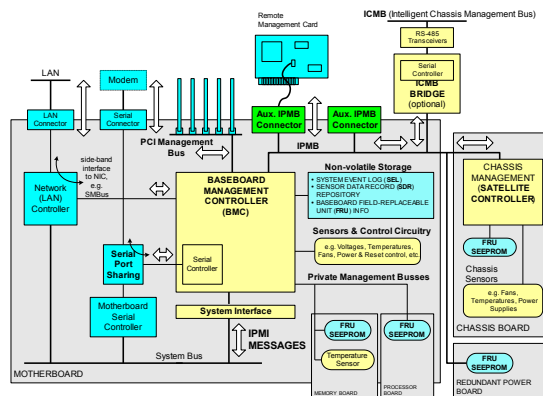 Remote
Management Card
ICMB (Intelligent Chassis Management Bus)
RS-485
Transceivers
Serial
Controller
ICMB
BRIDGE
(optional)
LAN
Modem
LAN
Connector
Serial
Connector
Aux. IPMB
Connector
Aux. IPMB
Connector
PCI Management
Bus
IPMB
side-band
interface
to NIC,
e.g.
SMBus
Network
(LAN)
Controller
BASEBOARD
MANAGEMENT
CONTROLLER
(BMC)
Non-volatile Storage
• SYSTEM EVENT LOG (SEL)
• SENSOR DATA RECORD (SDR)
REPOSITORY
• BASEBOARD FIELD-REPLACEABLE
UNIT (FRU) INFO
CHASSIS
MANAGEMENT
(SATELLITE
CONTROLLER)
Sensors & Control Circuitry
e.g. Voltages, Temperatures,
Fans, Power & Reset control, etc.
FRU
SEEPROM
Serial
Port
Sharing
Serial
Controller
Chassis
Sensors
e.g. Fans,
Temperatures, Power
Supplies
Private Management Busses
Motherboard
Serial
Controller
System Interface
IPMI
MESSAGES
FRU
SEEPROM
FRU
SEEPROM
Temperature
Sensor
CHASSIS BOARD
System Bus
FRU
SEEPROM
MOTHERBOARD
MEMORY BOARD
PROCESSOR
BOARD
REDUNDANT POWER
BOARD